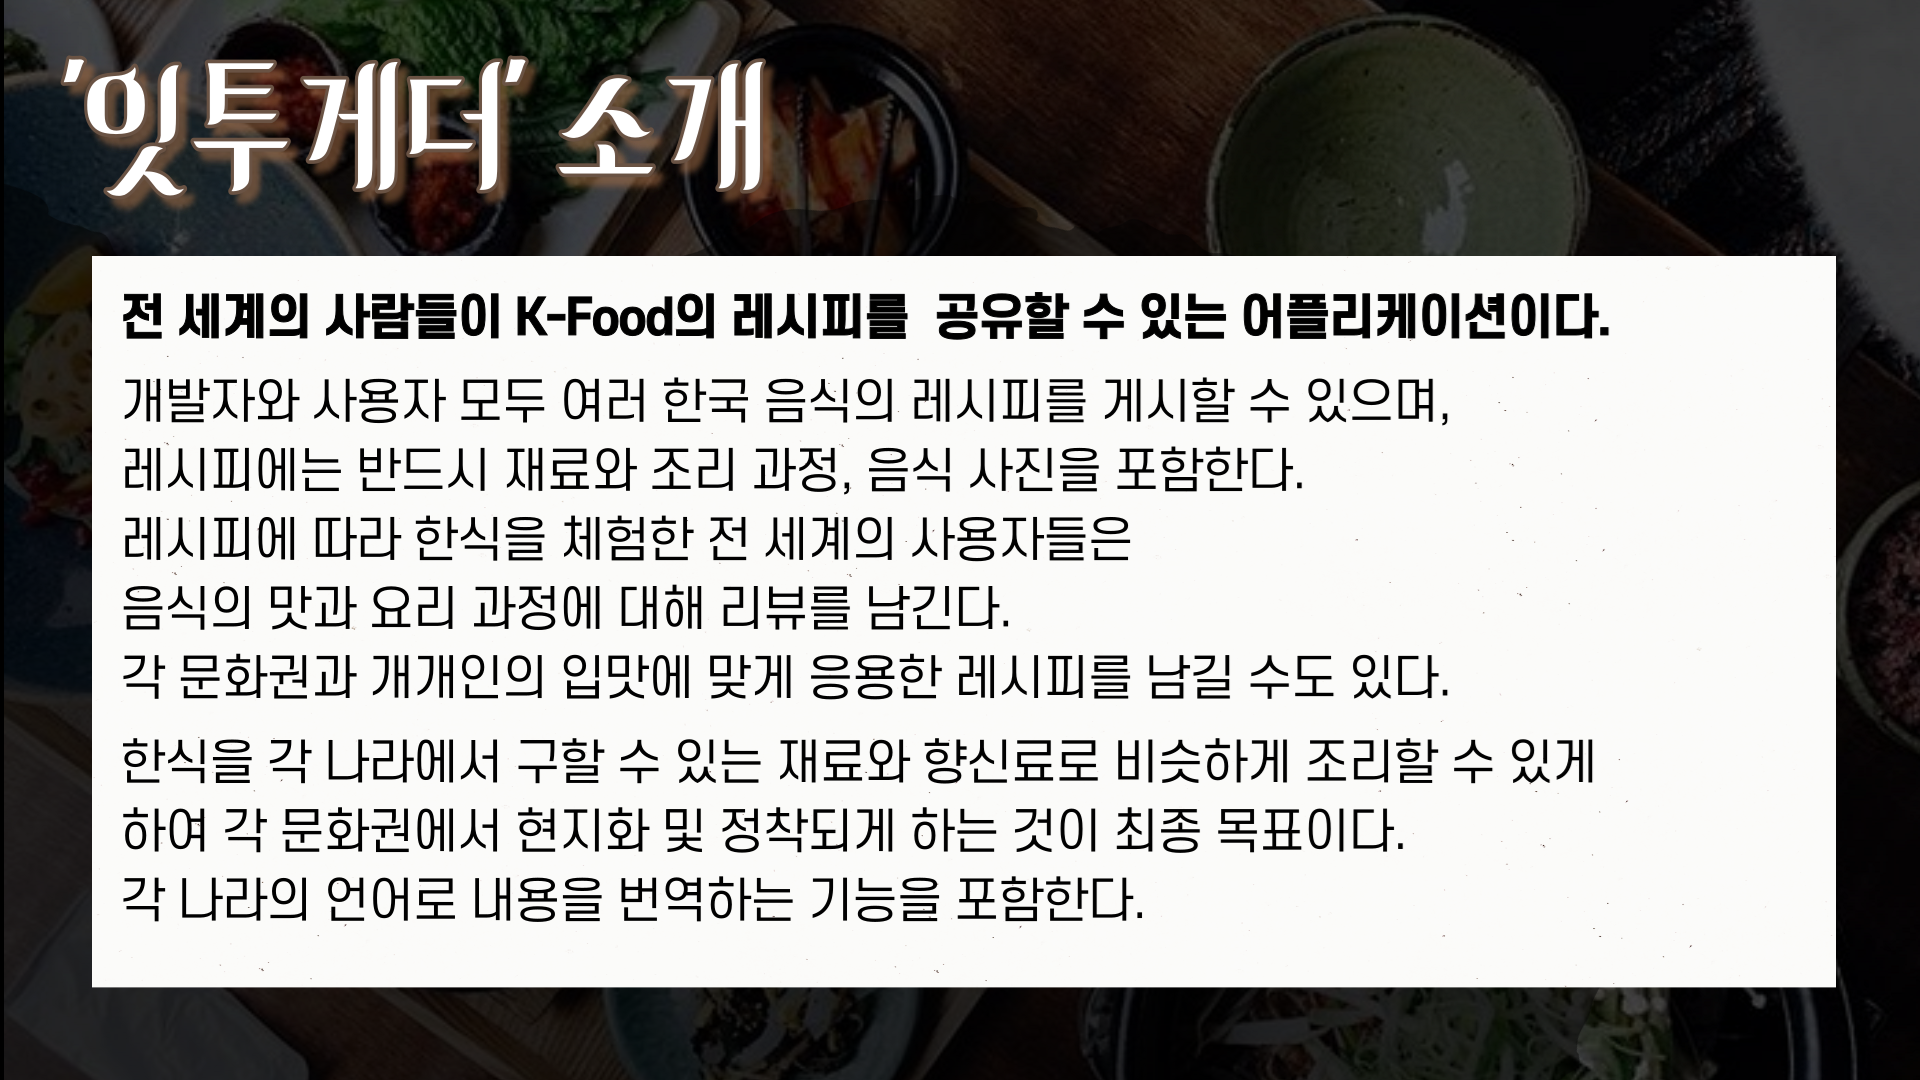 '잇투게더' 소개
전 세계의 사람들이 K-Food의 레시피를 공유할 수 있는 어플리케이션이다.
개발자와 사용자 모두 여러 한국 음식의 레시피를 게시할 수 있으며,
레시피에는 반드시 재료와 조리 과정, 음식 사진을 포함한다.
레시피에 따라 한식을 체험한 전 세계의 사용자들은
음식의 맛과 요리 과정에 대해 리뷰를 남긴다.
각 문화권과 개개인의 입맛에 맞게 응용한 레시피를 남길 수도 있다.
한식을 각 나라에서 구할 수 있는 재료와 향신료로 비슷하게 조리할 수 있게
하여 각 문화권에서 현지화 및 정착되게 하는 것이 최종 목표이다.
각 나라의 언어로 내용을 번역하는 기능을 포함한다.